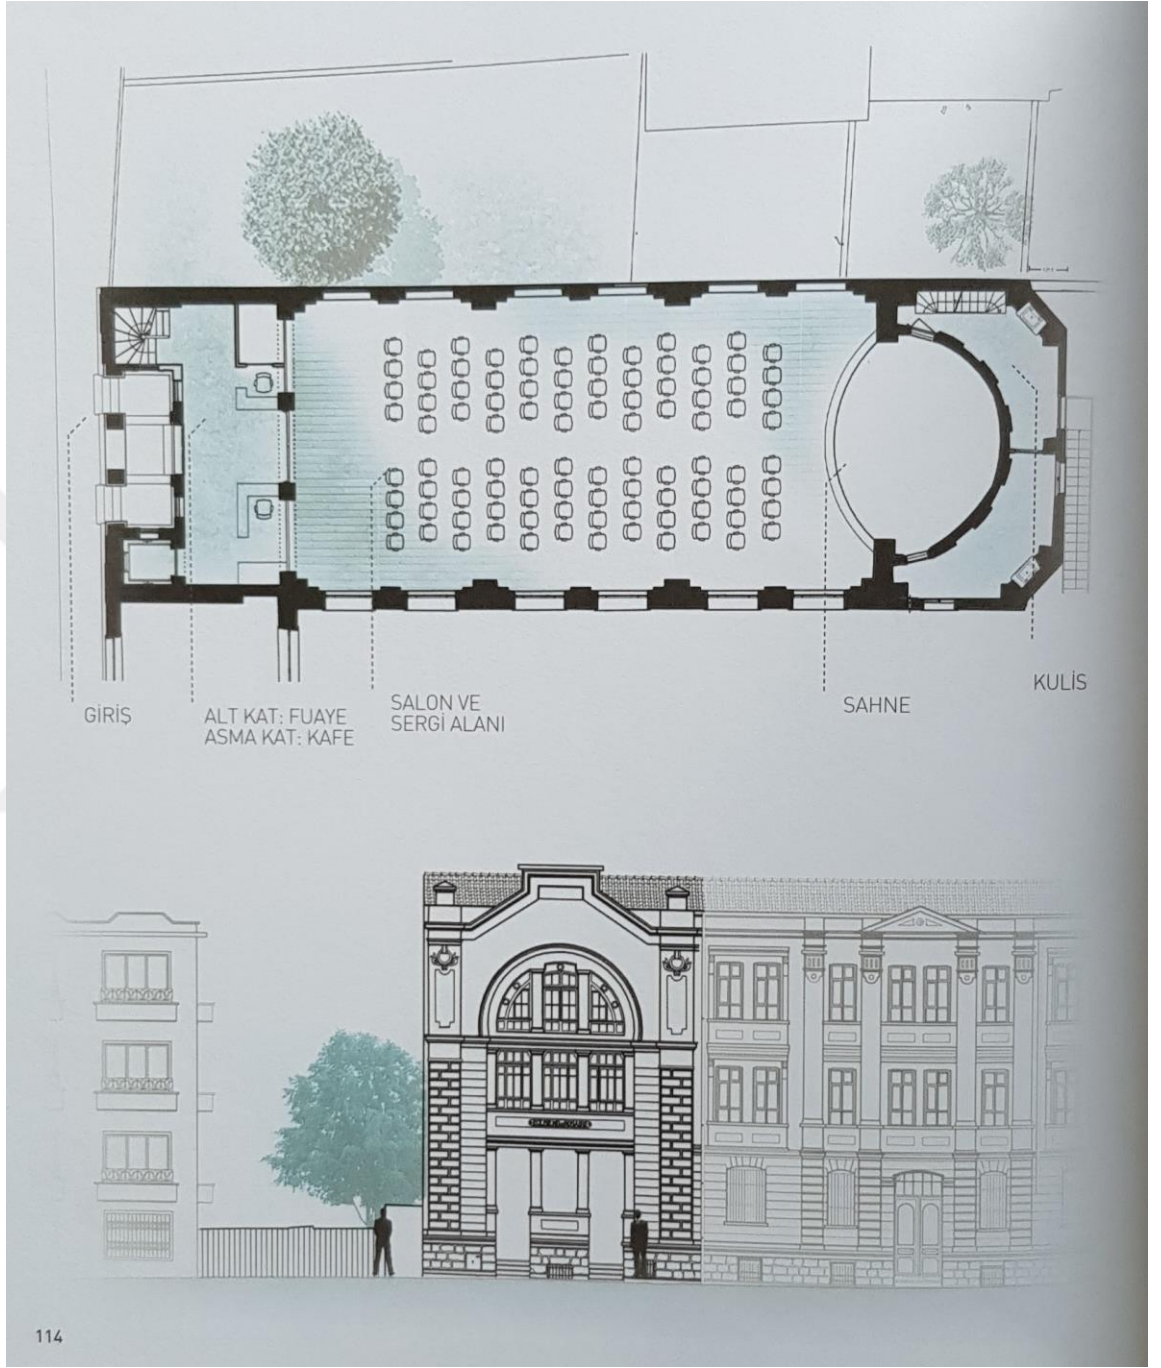 GİRİŞ
ALT KAT: FUAYE
ASMA KAT: KAFE
SALON VE
SERGİ ALANI
SAHNE
KULİS
114